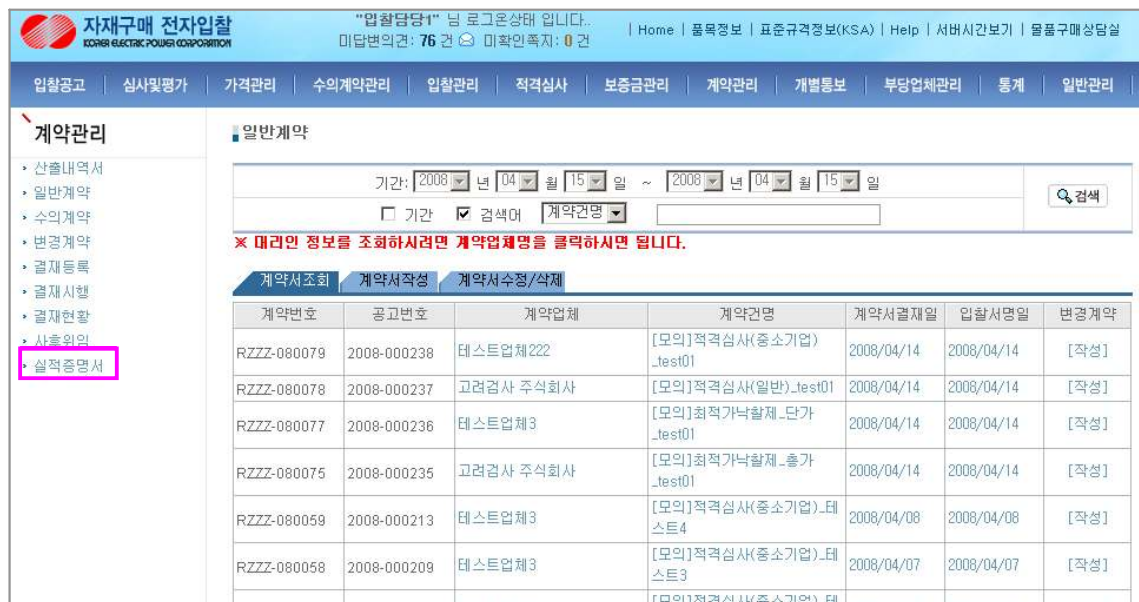 자재구매 전자입찰
KOREA ELECTRIC POWER CORPORATION
"입찰담당1" 님 로그온상태 입니다..
미답변의견: 76 건 미확인쪽지: 0 건
| Home | 품목정보 | 표준규격정보(KSA) | Help | 서버시간보기 | 물품구매상담실
입찰공고 | 심사및평가 | 가격관리 | 수의계약관리 | 입찰관리 | 적격심사 | 보증금관리 | 계약관리 | 개별통보 | 부당업체관리 | 통계 | 일반관리
계약관리
산출내역서
일반계약
수의계약
변경계약
결재등록
결재시행
결재현황
사후위임
실적증명서
일반계약
기간: 2008 년 04 월 15 일 ~ 2008 년 04 월 15 일
기간 검색어 계약건명
검색
※ 대리인 정보를 조회하시려면 계약업체명을 클릭하시면 됩니다.
계약서조회 계약서작성 계약서수정/삭제
계약번호 공고번호 계약업체 계약건명 계약서결재일 입찰서명일 변경계약
RZZZ-080079 2008-000238 테스트업체222 [모의]적격심사(중소기업)
_test01 2008/04/14 2008/04/14 [작성]
RZZZ-080078 2008-000237 고려검사 주식회사 [모의]적격심사(일반)_test01 2008/04/14 2008/04/14 [작성]
RZZZ-080077 2008-000236 테스트업체3 [모의]최적가낙찰제_단가
_test01 2008/04/14 2008/04/14 [작성]
RZZZ-080075 2008-000235 고려검사 주식회사 [모의]최적가낙찰제_총가
_test01 2008/04/14 2008/04/14 [작성]
RZZZ-080059 2008-000213 테스트업체3 [모의]적격심사(중소기업)_테
스트4 2008/04/08 2008/04/08 [작성]
RZZZ-080058 2008-000209 테스트업체3 [모의]적격심사(중소기업)_테
스트3 2008/04/07 2008/04/07 [작성]
[모의]적격심사(중소기업)_테